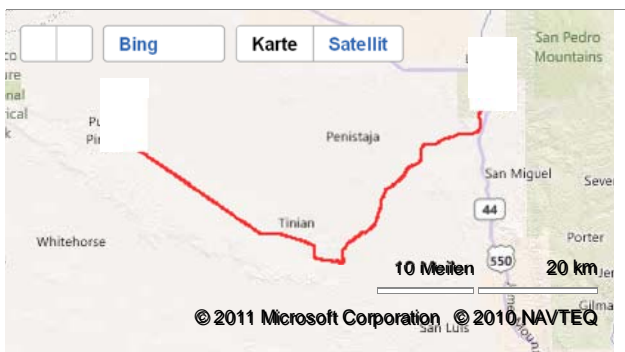 San Pedro
Mountains
Bing Karte Satellit
Penistaja
San Miguel
Tinian
44
Whitehorse
Porter
550
10 Meilen 20 km
© 2011 Microsoft Corporation © 2010 NAVTEQ
San Luis